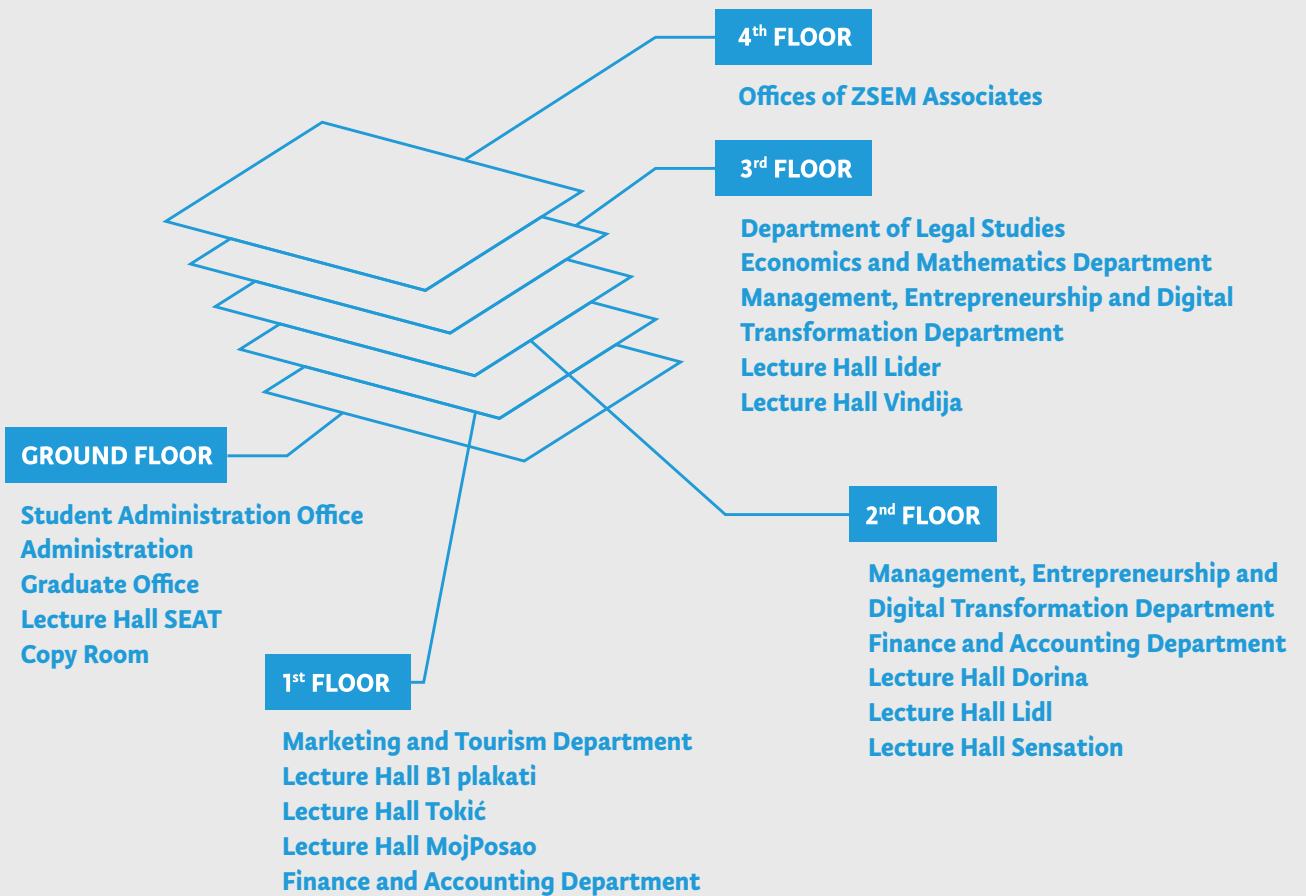 4th FLOOR
Offices of ZSEM Associates
3rd FLOOR
Department of Legal Studies
Economics and Mathematics Department
Management, Entrepreneurship and Digital
Transformation Department
Lecture Hall Lider
Lecture Hall Vindija
GROUND FLOOR
Student Administration Office
Administration
Graduate Office
Lecture Hall SEAT
Copy Room
2nd FLOOR
Management, Entrepreneurship and
Digital Transformation Department
Finance and Accounting Department
Lecture Hall Dorina
Lecture Hall Lidl
Lecture Hall Sensation
1st FLOOR
Marketing and Tourism Department
Lecture Hall B1 plakati
Lecture Hall Tokić
Lecture Hall MojPosao
Finance and Accounting Department